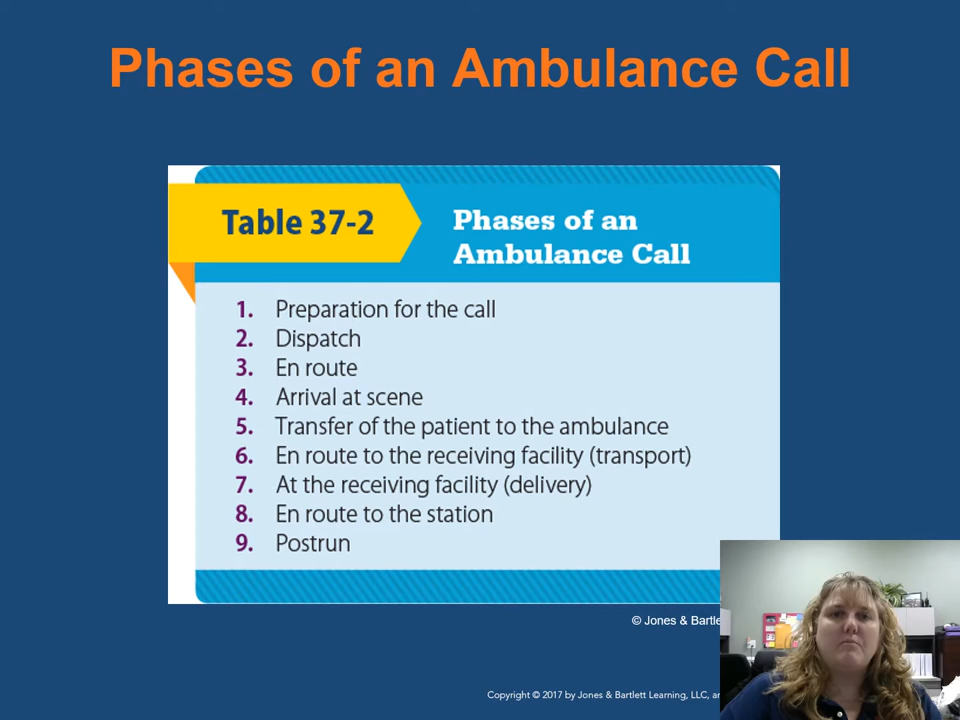 Phases of an Ambulance Call
Table 37-2
Phases of an
Ambulance Call
1. Preparation for the call
2. Dispatch
3. En route
4. Arrival at scene
5. Transfer of the patient to the ambulance
6. En route to the receiving facility (transport)
7. At the receiving facility (delivery)
8. En route to the station
9. Postrun
© Jones &
Copyright © 2017 by Jones & Bartlett Learning, LLC,